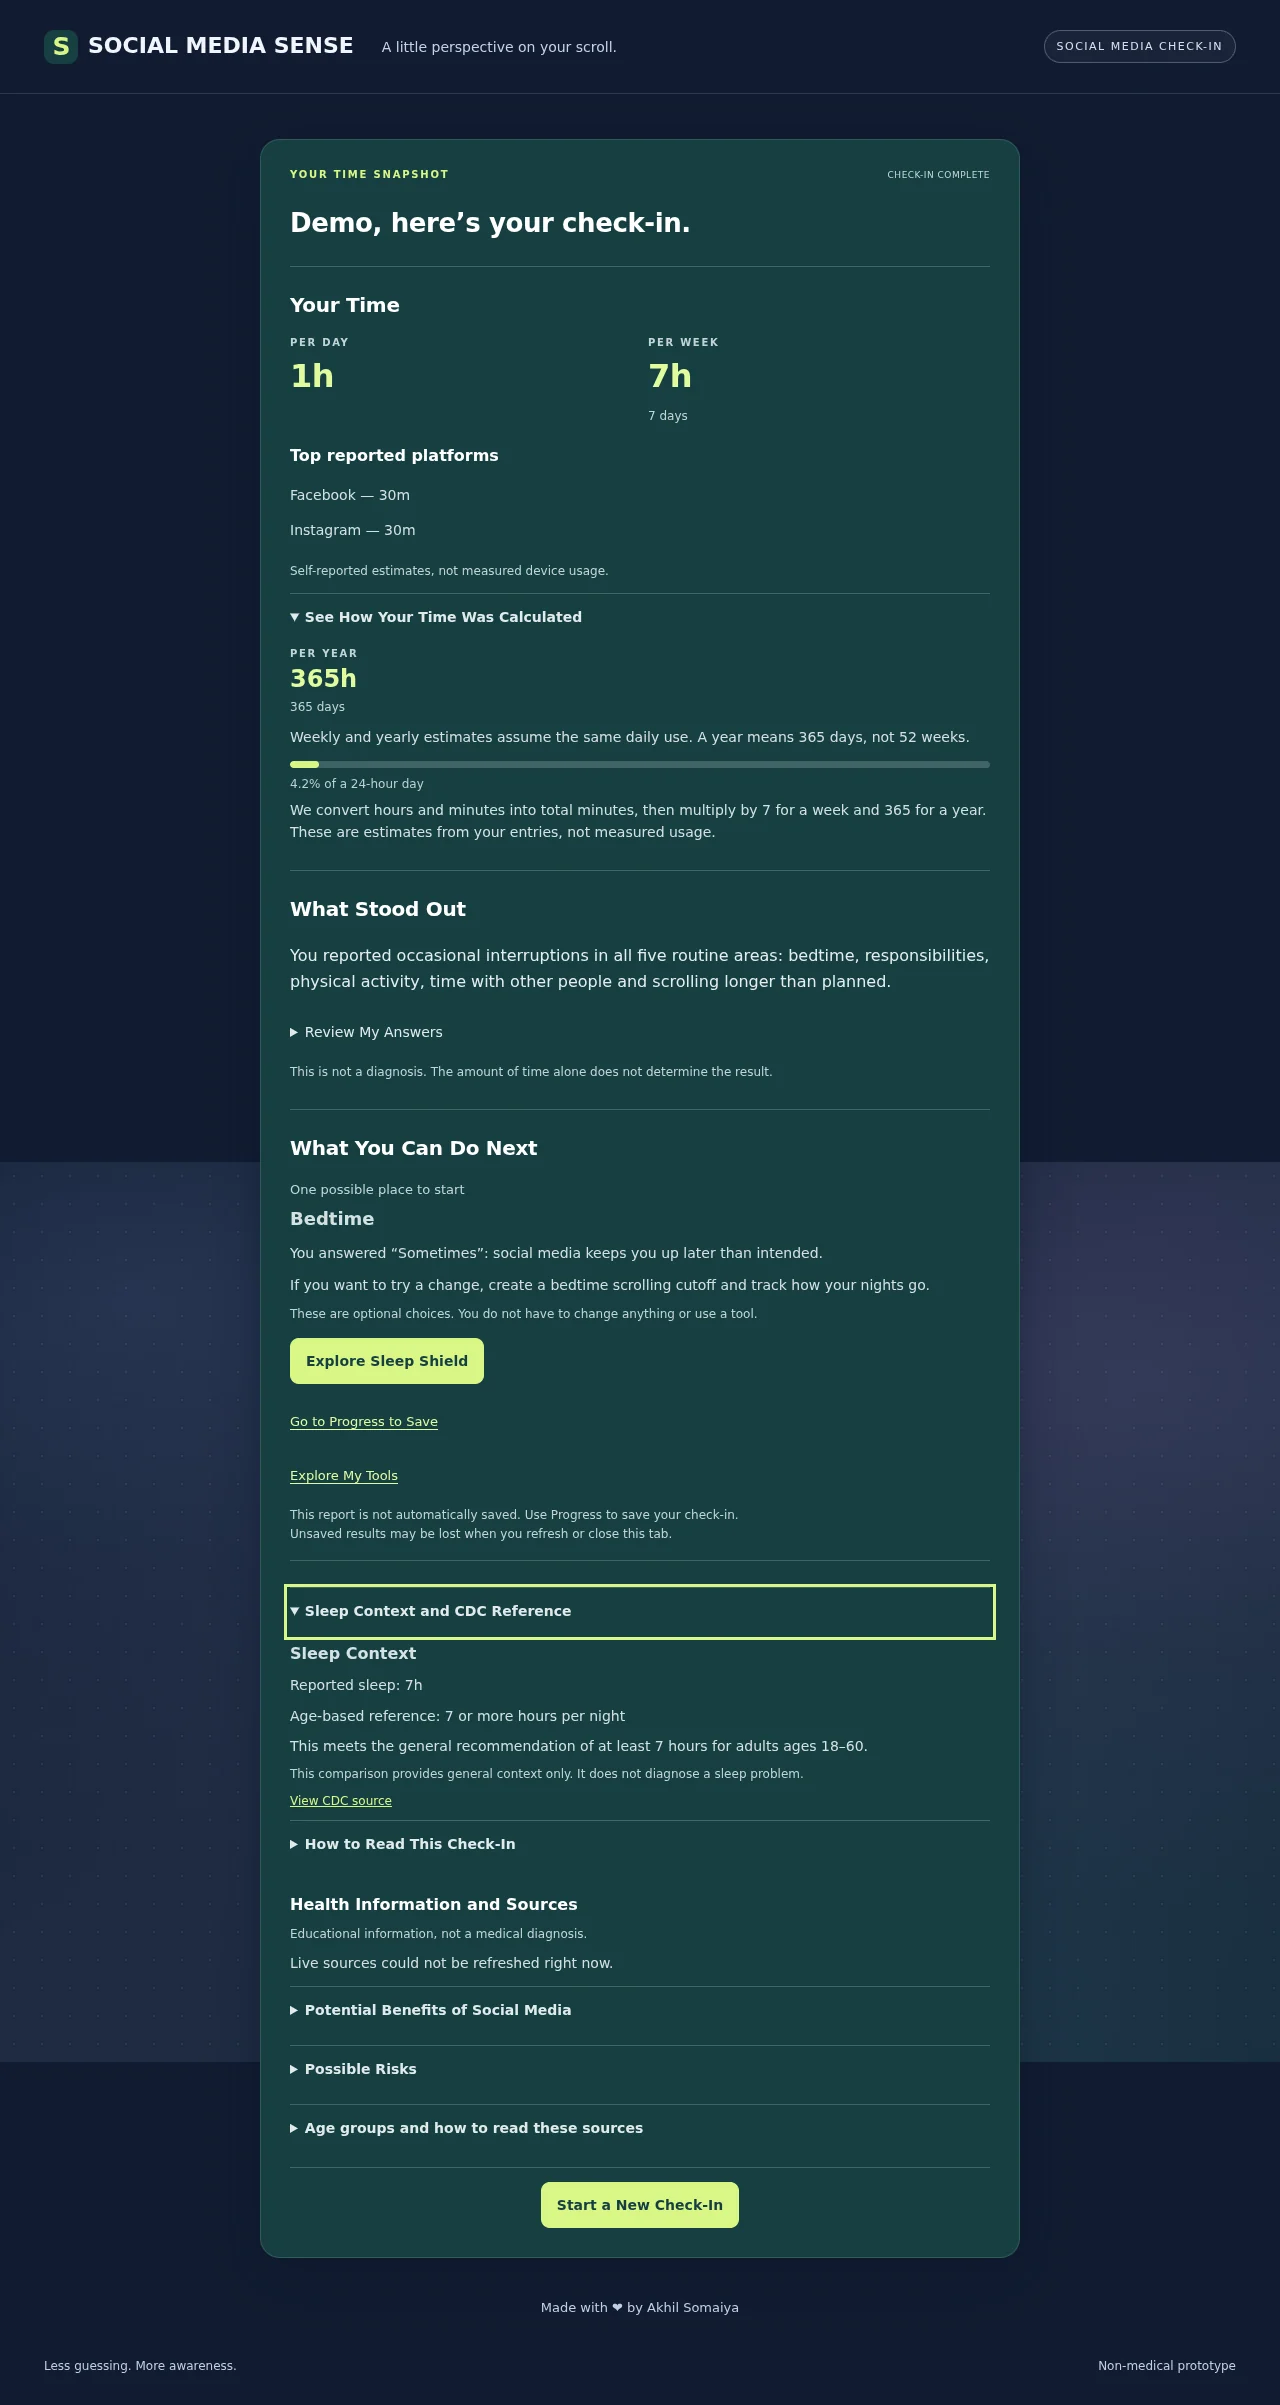 S SOCIAL MEDIA SENSE A little perspective on your scroll. SOCIAL MEDIA CHECK-IN
YOUR TIME SNAPSHOT CHECK-IN COMPLETE
Demo, here’s your check-in.
Your Time
PER DAY PER WEEK
1h 7h
7 days
Top reported platforms
Facebook — 30m
Instagram — 30m
Self-reported estimates, not measured device usage.
▼ See How Your Time Was Calculated
PER YEAR
365h
365 days
Weekly and yearly estimates assume the same daily use. A year means 365 days, not 52 weeks.
4.2% of a 24-hour day
We convert hours and minutes into total minutes, then multiply by 7 for a week and 365 for a year.
These are estimates from your entries, not measured usage.
What Stood Out
You reported occasional interruptions in all five routine areas: bedtime, responsibilities,
physical activity, time with other people and scrolling longer than planned.
▶ Review My Answers
This is not a diagnosis. The amount of time alone does not determine the result.
What You Can Do Next
One possible place to start
Bedtime
You answered “Sometimes”: social media keeps you up later than intended.
If you want to try a change, create a bedtime scrolling cutoff and track how your nights go.
These are optional choices. You do not have to change anything or use a tool.
Explore Sleep Shield
Go to Progress to Save
Explore My Tools
This report is not automatically saved. Use Progress to save your check-in.
Unsaved results may be lost when you refresh or close this tab.
▼ Sleep Context and CDC Reference
Sleep Context
Reported sleep: 7h
Age-based reference: 7 or more hours per night
This meets the general recommendation of at least 7 hours for adults ages 18–60.
This comparison provides general context only. It does not diagnose a sleep problem.
View CDC source
▶ How to Read This Check-In
Health Information and Sources
Educational information, not a medical diagnosis.
Live sources could not be refreshed right now.
▶ Potential Benefits of Social Media
▶ Possible Risks
▶ Age groups and how to read these sources
Start a New Check-In
Made with ❤ by Akhil Somaiya
Less guessing. More awareness. Non-medical prototype